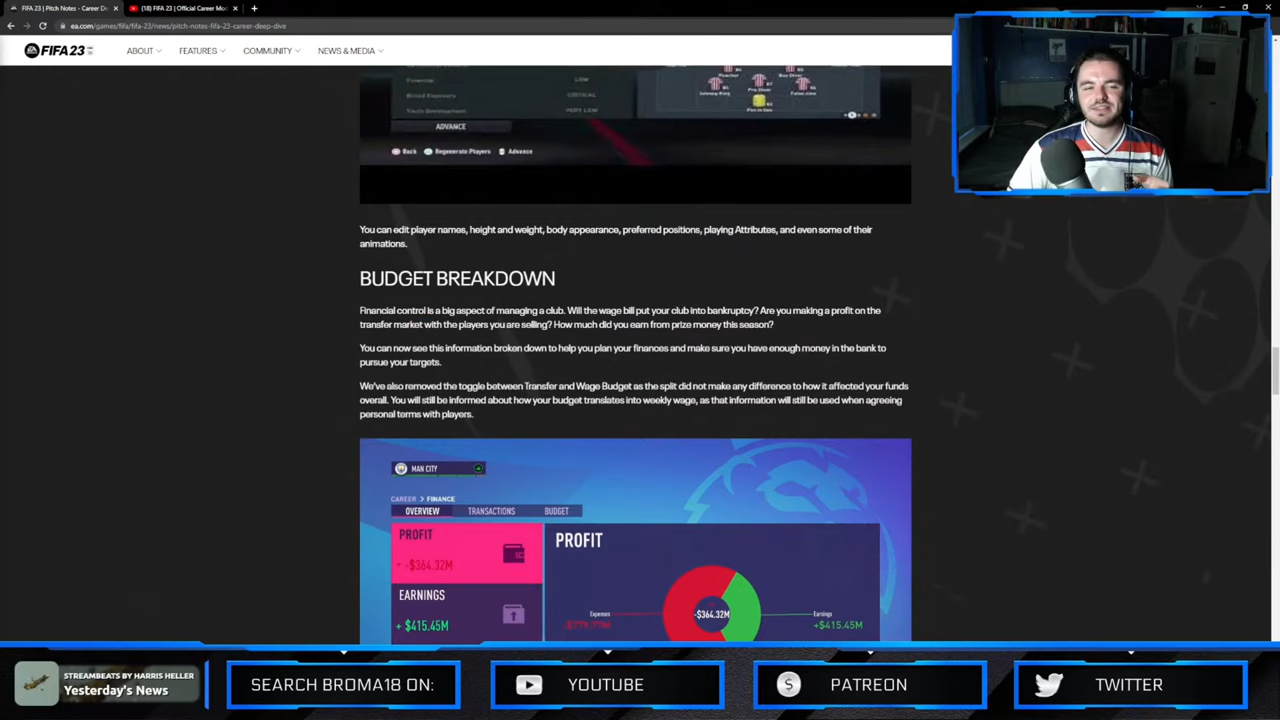 FIFA 23 | Pitch Notes - Career D
(18) FIFA 23 | Official Career Mod
ea.com/games/fifa/fifa-23/news/pitch-notes-fifa-23-career-deep-dive
FIFA 23
ABOUT
FEATURES
COMMUNITY
NEWS & MEDIA
LOW
CRITICAL
Youth Development
VERY LOW
ADVANCE
Back
Regenerate Players
Advance
You can edit player names, height and weight, body appearance, preferred positions, playing Attributes, and even some of their
animations.
BUDGET BREAKDOWN
Financial control is a big aspect of managing a club. Will the wage bill put your club into bankruptcy? Are you making a profit on the
transfer market with the players you are selling? How much did you earn from prize money this season?
You can now see this information broken down to help you plan your finances and make sure you have enough money in the bank to
pursue your targets.
We've also removed the toggle between Transfer and Wage Budget as the split did not make any difference to how it affected your funds
overall. You will still be informed about how your budget translates into weekly wage, as that information will still be used when agreeing
personal terms with players.
MAN CITY
CAREER > FINANCE
OVERVIEW
TRANSACTIONS
BUDGET
PROFIT
-$364.32M
EARNINGS
+ $415.45M
PROFIT
Expenses
-$364.32M
Earnings
+$415.45M
STREAMBEATS BY HARRIS HELLER
Yesterday's News
SEARCH BROMA18 ON:
YOUTUBE
PATREON
TWITTER